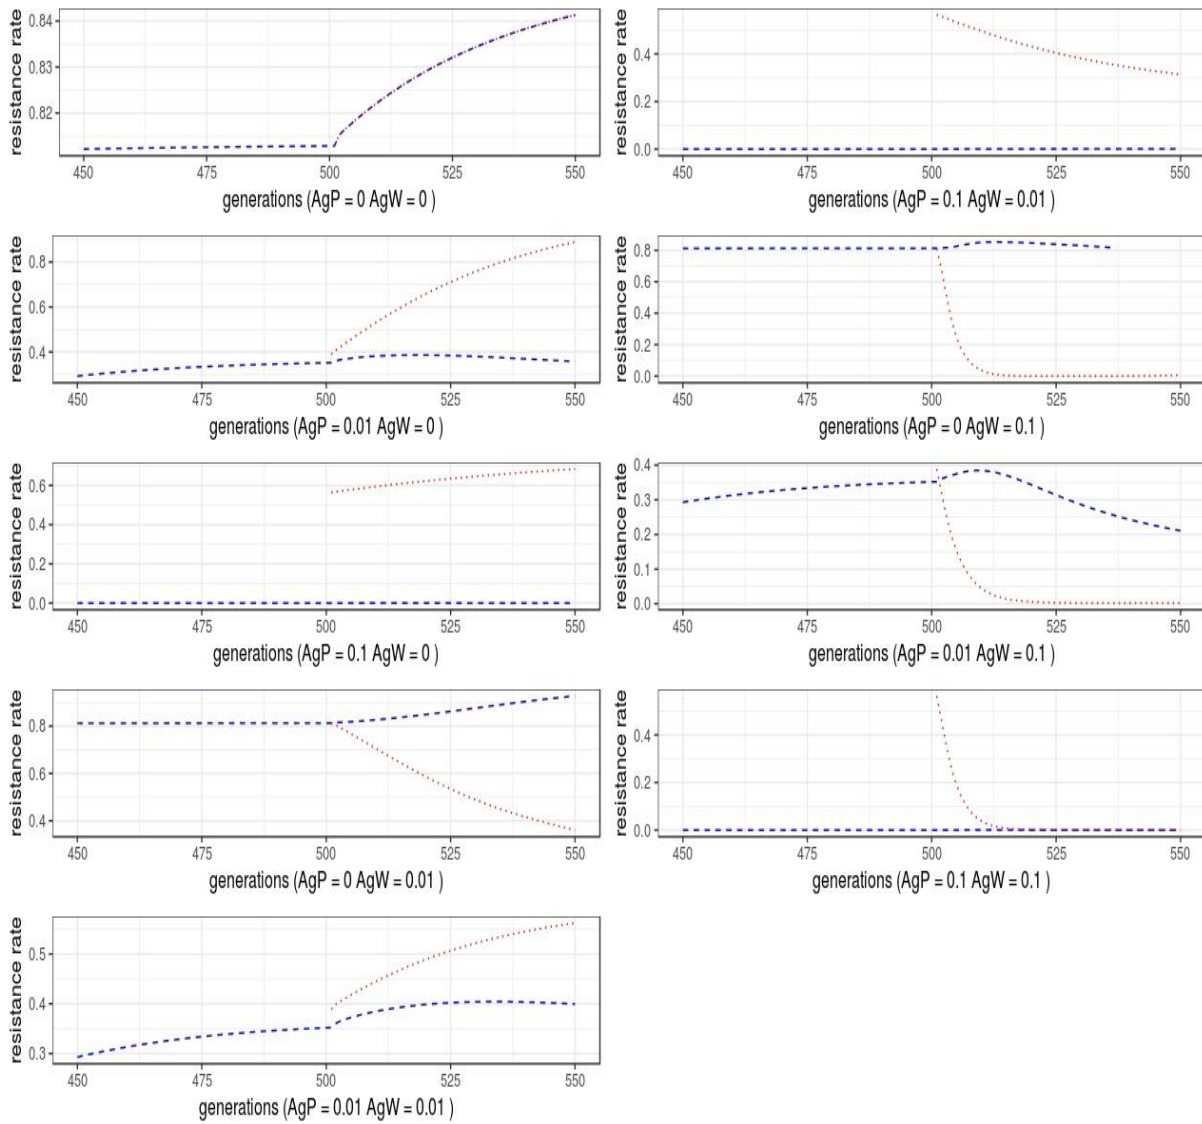 0.84
0.83
0.82
resistance rate
450 475 500 525 550
generations (AgP = 0 AgW = 0 )
0.4
0.2
0.0
resistance rate
450 475 500 525 550
generations (AgP = 0.1 AgW = 0.01 )
0.8
0.6
0.4
resistance rate
450 475 500 525 550
generations (AgP = 0.01 AgW = 0 )
0.8
0.6
0.4
0.2
0.0
resistance rate
450 475 500 525 550
generations (AgP = 0 AgW = 0.1 )
0.6
0.4
0.2
0.0
resistance rate
450 475 500 525 550
generations (AgP = 0.1 AgW = 0 )
0.4
0.3
0.2
0.1
0.0
resistance rate
450 475 500 525 550
generations (AgP = 0.01 AgW = 0.1 )
0.8
0.6
0.4
resistance rate
450 475 500 525 550
generations (AgP = 0 AgW = 0.01 )
0.4
0.2
0.0
resistance rate
450 475 500 525 550
generations (AgP = 0.1 AgW = 0.1 )
0.5
0.4
0.3
resistance rate
450 475 500 525 550
generations (AgP = 0.01 AgW = 0.01 )